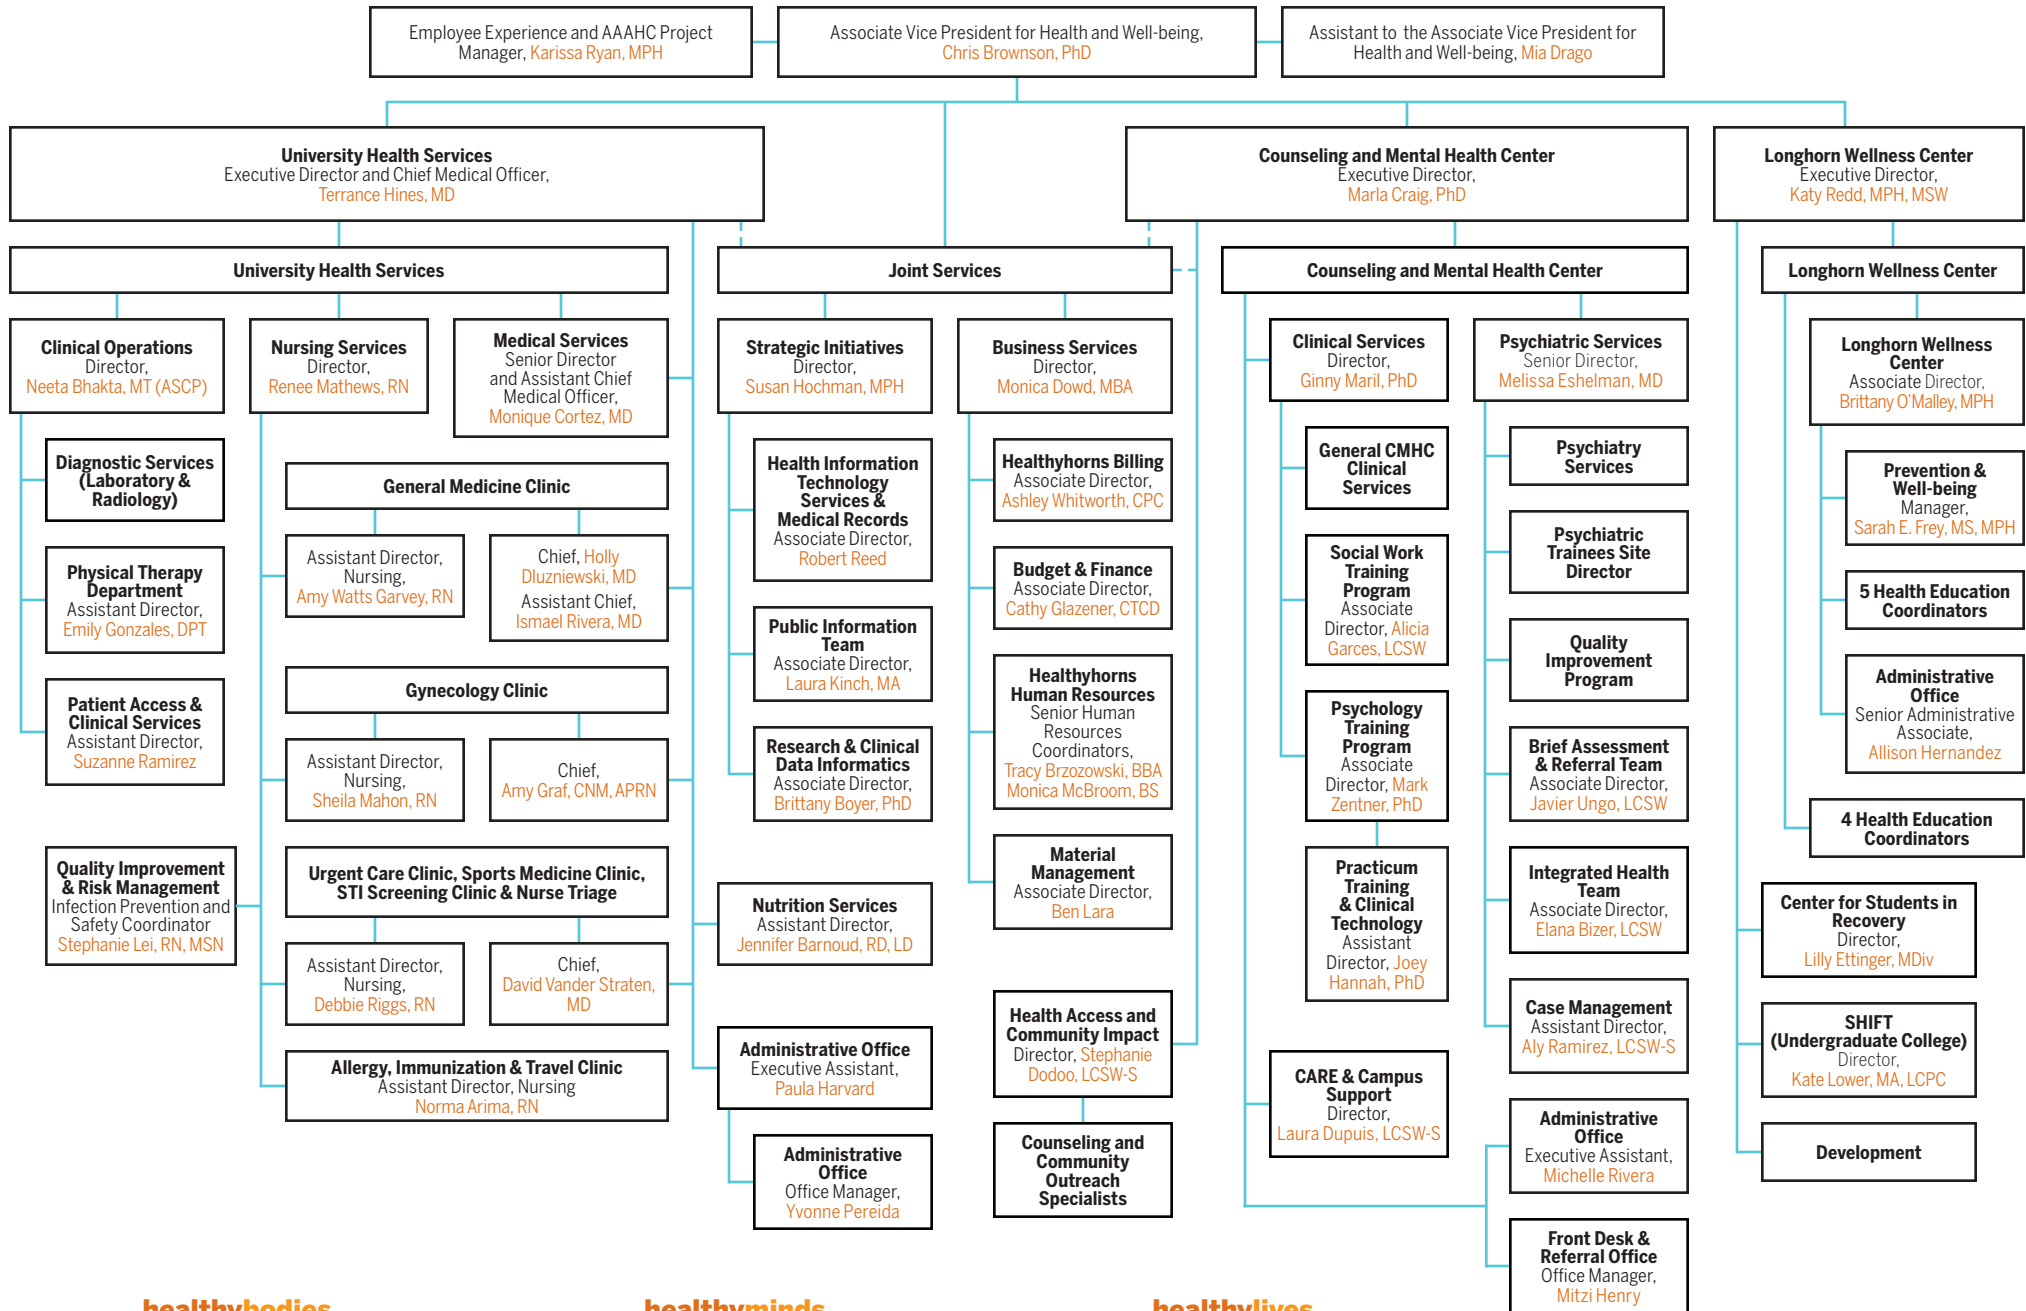 Employee Experience and AAAHC Project
Manager, Karissa Ryan, MPH
Associate Vice President for Health and Well-being,
Chris Brownson, PhD
Assistant to the Associate Vice President for
Health and Well-being, Mia Drago
University Health Services
Executive Director and Chief Medical Officer,
Terrance Hines, MD
Counseling and Mental Health Center
Executive Director,
Marla Craig, PhD
Longhorn Wellness Center
Executive Director,
Katy Redd, MPH, MSW
University Health Services
Joint Services
Counseling and Mental Health Center
Longhorn Wellness Center
Clinical Operations
Director,
Neeta Bhakta, MT (ASCP)
Nursing Services
Director,
Renee Mathews, RN
Medical Services
Senior Director
and Assistant Chief
Medical Officer,
Monique Cortez, MD
Strategic Initiatives
Director,
Susan Hochman, MPH
Business Services
Director,
Monica Dowd, MBA
Clinical Services
Director,
Ginny Maril, PhD
Psychiatric Services
Senior Director,
Melissa Eshelman, MD
Longhorn Wellness
Center
Associate Director,
Brittany O'Malley, MPH
Diagnostic Services
(Laboratory &
Radiology)
Physical Therapy
Department
Assistant Director,
Emily Gonzales, DPT
Patient Access &
Clinical Services
Assistant Director,
Suzanne Ramirez
Quality Improvement
& Risk Management
Infection Prevention and
Safety Coordinator
Stephanie Lei, RN, MSN
General Medicine Clinic
Assistant Director,
Nursing,
Amy Watts Garvey, RN
Chief, Holly
Dluzniewski, MD
Assistant Chief,
Ismael Rivera, MD
Gynecology Clinic
Assistant Director,
Nursing,
Sheila Mahon, RN
Chief,
Amy Graf, CNM, APRN
Urgent Care Clinic, Sports Medicine Clinic,
STI Screening Clinic & Nurse Triage
Assistant Director,
Nursing,
Debbie Riggs, RN
Chief,
David Vander Straten,
MD
Allergy, Immunization & Travel Clinic
Assistant Director, Nursing
Norma Arima, RN
Health Information
Technology
Services &
Medical Records
Associate Director,
Robert Reed
Public Information
Team
Associate Director,
Laura Kinch, MA
Research & Clinical
Data Informatics
Associate Director,
Brittany Boyer, PhD
Nutrition Services
Assistant Director,
Jennifer Barnoud, RD, LD
Administrative Office
Executive Assistant,
Paula Harvard
Administrative
Office
Office Manager,
Yvonne Pereida
Healthyhorns Billing
Associate Director,
Ashley Whitworth, CPC
Budget & Finance
Associate Director,
Cathy Glazener, CTCD
Healthyhorns
Human Resources
Senior Human
Resources
Coordinators,
Tracy Brzozowski, BBA
Monica McBroom, BS
Material
Management
Associate Director,
Ben Lara
Health Access and
Community Impact
Director, Stephanie
Dodoo, LCSW-S
Counseling and
Community
Outreach
Specialists
General CMHC
Clinical
Services
Social Work
Training
Program
Associate
Director, Alicia
Garces, LCSW
Psychology
Training
Program
Associate
Director, Mark
Zentner, PhD
Practicum
Training
& Clinical
Technology
Assistant
Director, Joey
Hannah, PhD
CARE & Campus
Support
Director,
Laura Dupuis, LCSW-S
Psychiatry
Services
Psychiatric
Trainees Site
Director
Quality
Improvement
Program
Brief Assessment
& Referral Team
Associate Director,
Javier Ungo, LCSW
Integrated Health
Team
Associate Director,
Elana Bizer, LCSW
Case Management
Assistant Director,
Aly Ramirez, LCSW-S
Administrative
Office
Executive Assistant,
Michelle Rivera
Front Desk &
Referral Office
Office Manager,
Mitzi Henry
Prevention &
Well-being
Manager,
Sarah E. Frey, MS, MPH
5 Health Education
Coordinators
Administrative
Office
Senior Administrative
Associate,
Allison Hernandez
4 Health Education
Coordinators
Center for Students in
Recovery
Director,
Lilly Ettinger, MDiv
SHIFT
(Undergraduate College)
Director,
Kate Lower, MA, LCPC
Development
healthybodies
healthyminds
healthylives